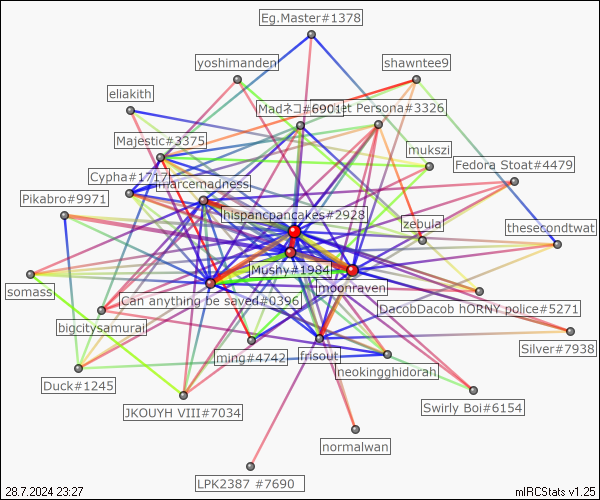 Eg.Master#1378
yoshimanden
shawntee9
eliakith
Madネコ#6901
et Persona#3326
Majestic#3375
mukszi
Fedora Stoat#4479
Cypha#1717
marcemadness
Pikabro#9971
hispancpancakes#2928
zebula
thesecondtwat
Mushy#1984
moonraven
somass
Can anything be saved#0396
DacobDacob hORNY police#5271
bigcitysamurai
Silver#7938
ming#4742
frisout
neokingghidorah
Duck#1245
JKOUYH VIII#7034
Swirly Boi#6154
normalwan
LPK2387 #7690
28.7.2024 23:27
mIRCStats v1.25